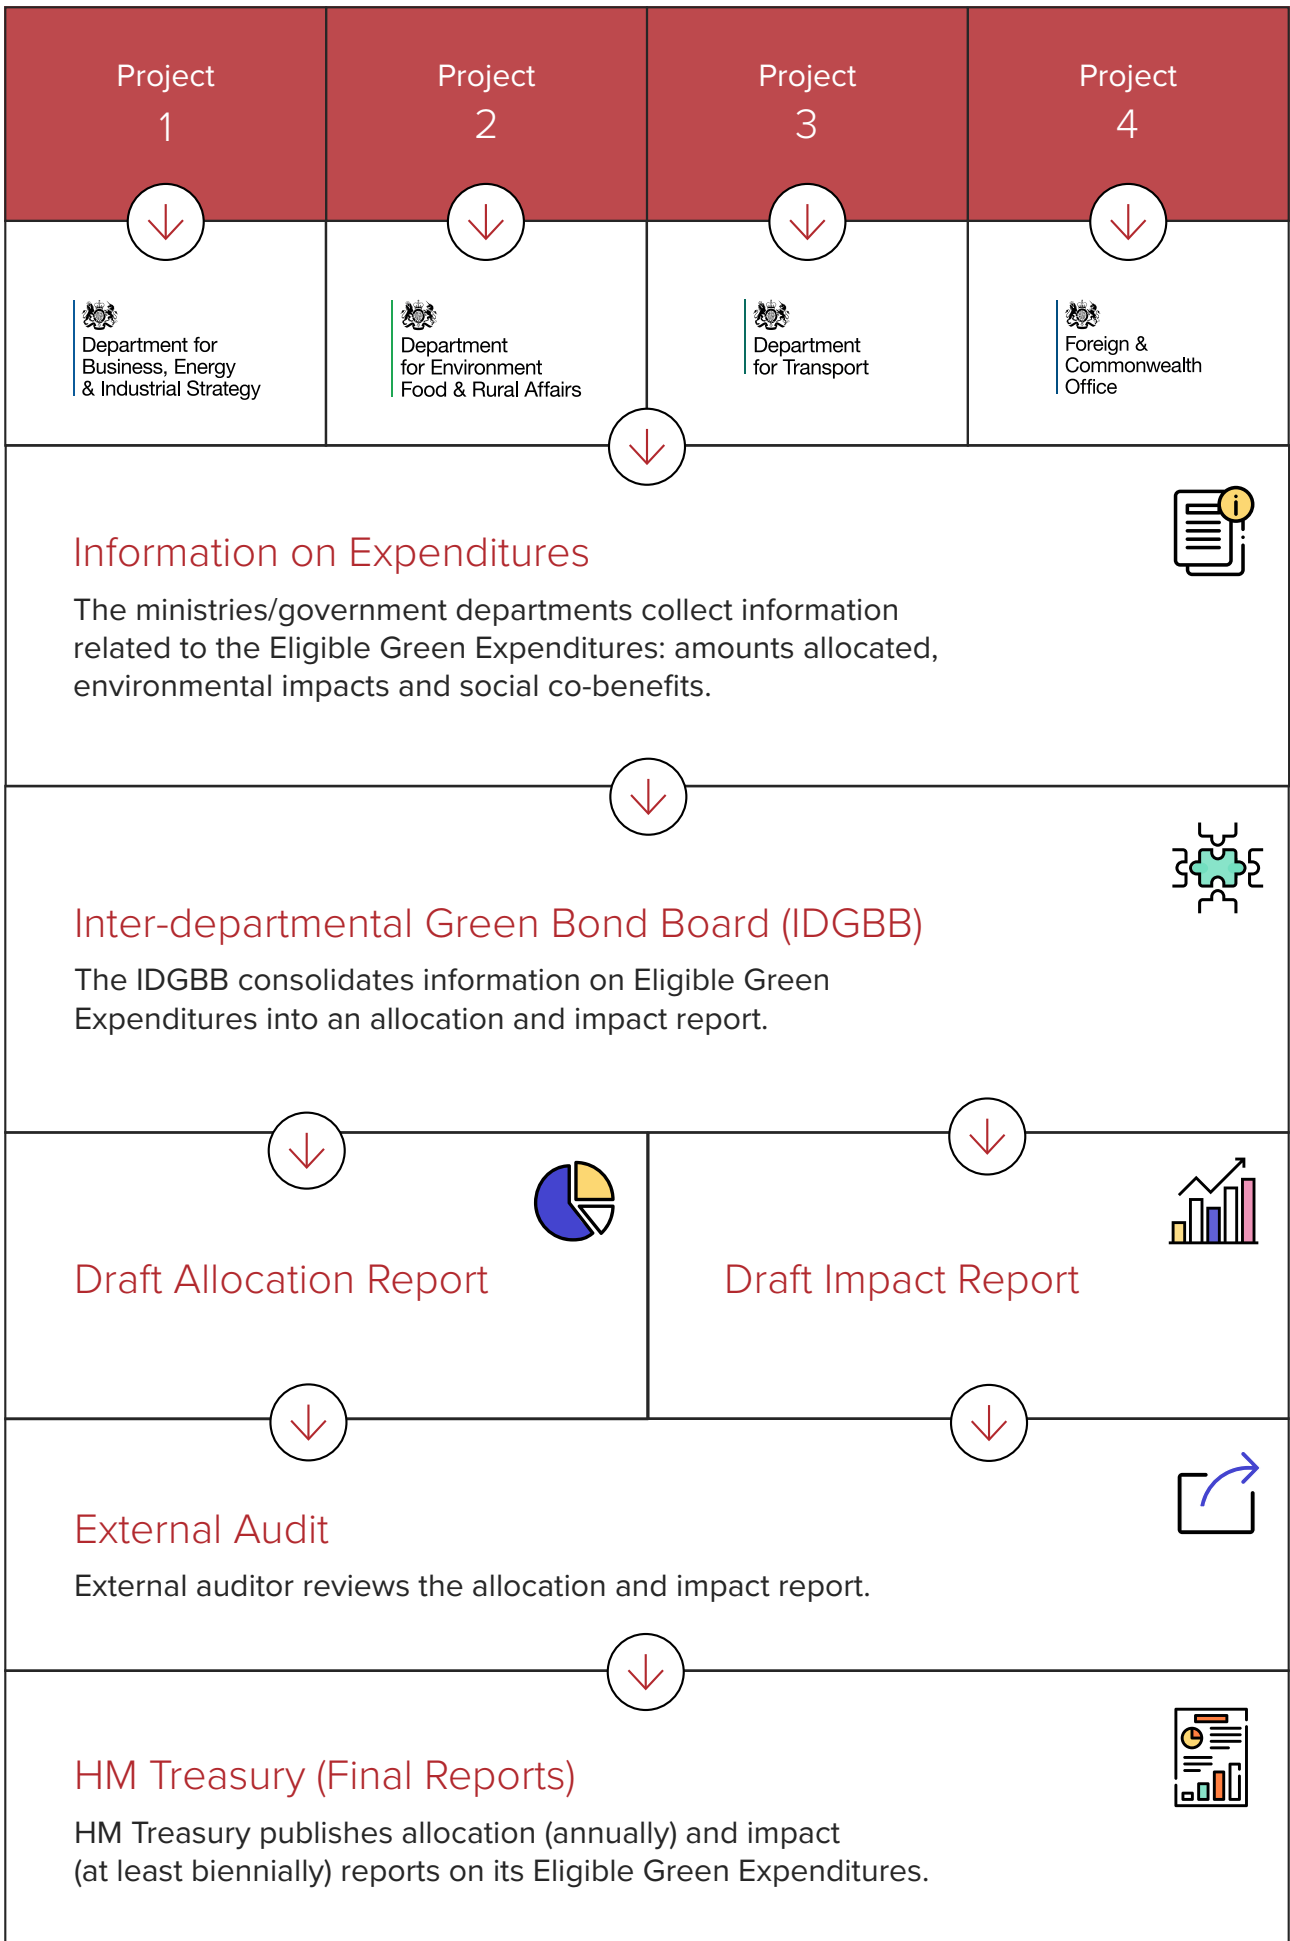 Project
1
Project
2
Project
3
Project
4
Department for
Business, Energy
& Industrial Strategy
Department
for Environment
Food & Rural Affairs
Department
for Transport
Foreign &
Commonwealth
Office
Information on Expenditures
The ministries/government departments collect information
related to the Eligible Green Expenditures: amounts allocated,
environmental impacts and social co-benefits.
Inter-departmental Green Bond Board (IDGBB)
The IDGBB consolidates information on Eligible Green
Expenditures into an allocation and impact report.
Draft Allocation Report
Draft Impact Report
External Audit
External auditor reviews the allocation and impact report.
HM Treasury (Final Reports)
HM Treasury publishes allocation (annually) and impact
(at least biennially) reports on its Eligible Green Expenditures.